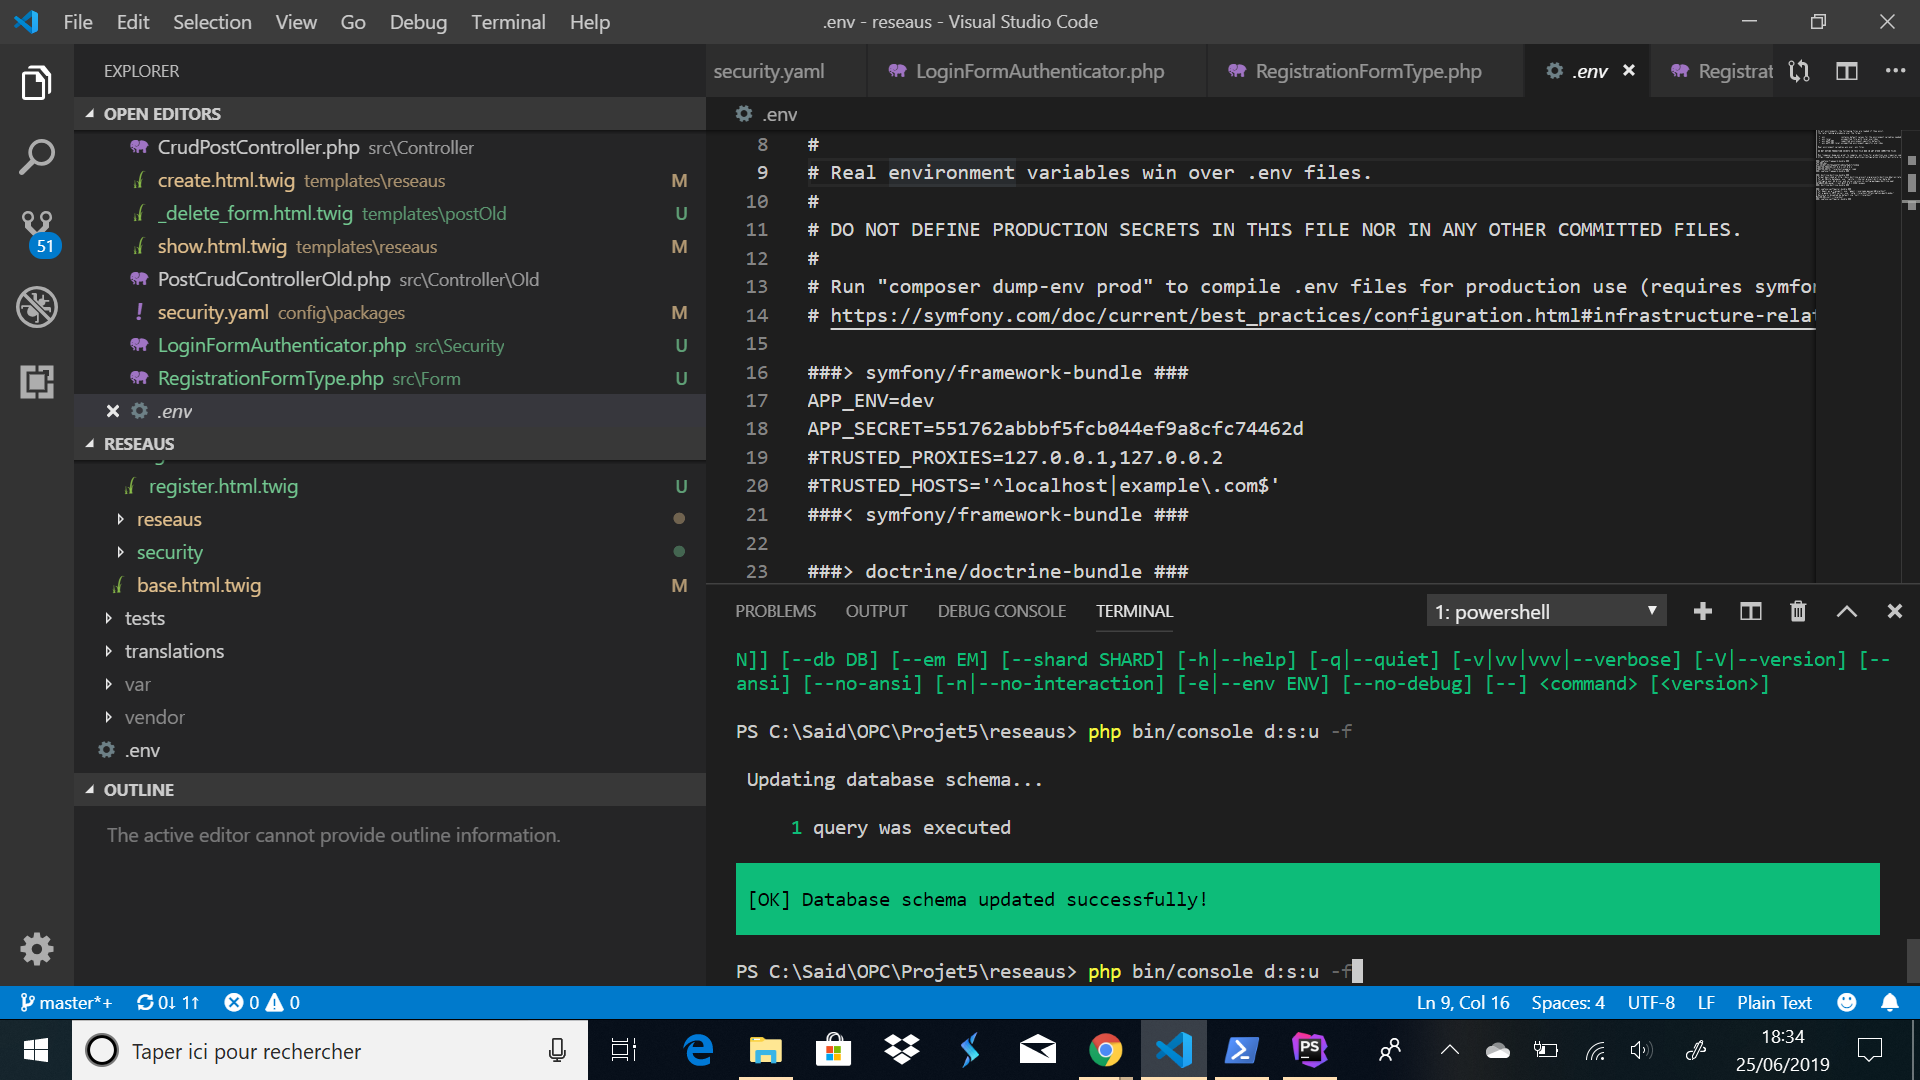 File Edit Selection View Go Debug Terminal Help
.env - reseaus - Visual Studio Code
EXPLORER
OPEN EDITORS
CrudPostController.php src\Controller
create.html.twig templates\reseaus M
_delete_form.html.twig templates\postOld U
show.html.twig templates\reseaus M
PostCrudControllerOld.php src\Controller\Old
security.yaml config\packages M
LoginFormAuthenticator.php src\Security U
RegistrationFormType.php src\Form U
.env
RESEAUS
register.html.twig U
reseaus
security
base.html.twig M
tests
translations
var
vendor
.env
OUTLINE
The active editor cannot provide outline information.
51
security.yaml LoginFormAuthenticator.php RegistrationFormType.php .env Registrat
.env
8 #
9 # Real environment variables win over .env files.
10 #
11 # DO NOT DEFINE PRODUCTION SECRETS IN THIS FILE NOR IN ANY OTHER COMMITTED FILES.
12 #
13 # Run "composer dump-env prod" to compile .env files for production use (requires symfon
14 # https://symfony.com/doc/current/best_practices/configuration.html#infrastructure-relat
15
16 ###> symfony/framework-bundle ###
17 APP_ENV=dev
18 APP_SECRET=551762abbbf5fcb044ef9a8cfc74462d
19 #TRUSTED_PROXIES=127.0.0.1,127.0.0.2
20 #TRUSTED_HOSTS='^localhost|example\.com$'
21 ###< symfony/framework-bundle ###
22
23 ###> doctrine/doctrine-bundle ###
PROBLEMS OUTPUT DEBUG CONSOLE TERMINAL 1: powershell
N]] [--db DB] [--em EM] [--shard SHARD] [-h|--help] [-q|--quiet] [-v|vv|vvv|--verbose] [-V|--version] [--
ansi] [--no-ansi] [-n|--no-interaction] [-e|--env ENV] [--no-debug] [--] <command> [<version>]
PS C:\Said\OPC\Projet5\reseaus> php bin/console d:s:u -f
Updating database schema...
1 query was executed
[OK] Database schema updated successfully!
PS C:\Said\OPC\Projet5\reseaus> php bin/console d:s:u -f
master*+ 0↓ 1↑ 0 0 Ln 9, Col 16 Spaces: 4 UTF-8 LF Plain Text
Taper ici pour rechercher
PS
18:34
25/06/2019